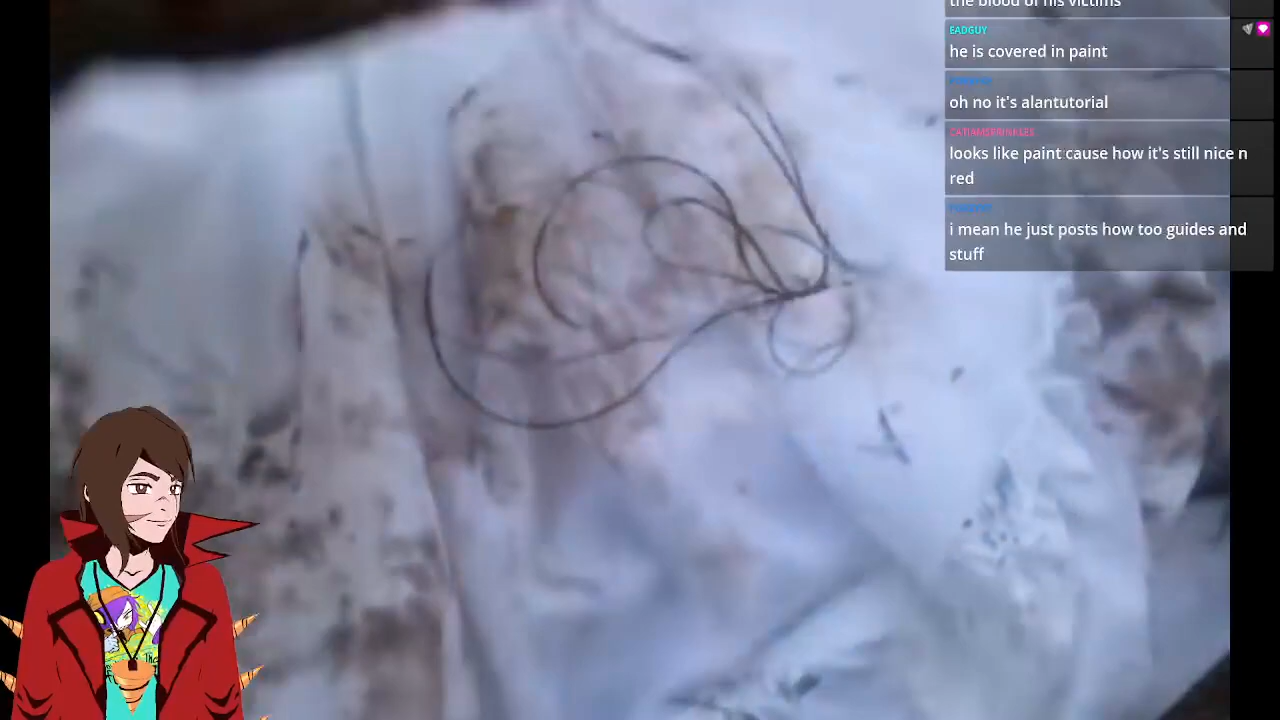 the blood of his victims
EADGUY
he is covered in paint
oh no it's alantutorial
CATIAMSPRINKLES
looks like paint cause how it's still nice n
red
i mean he just posts how too guides and
stuff